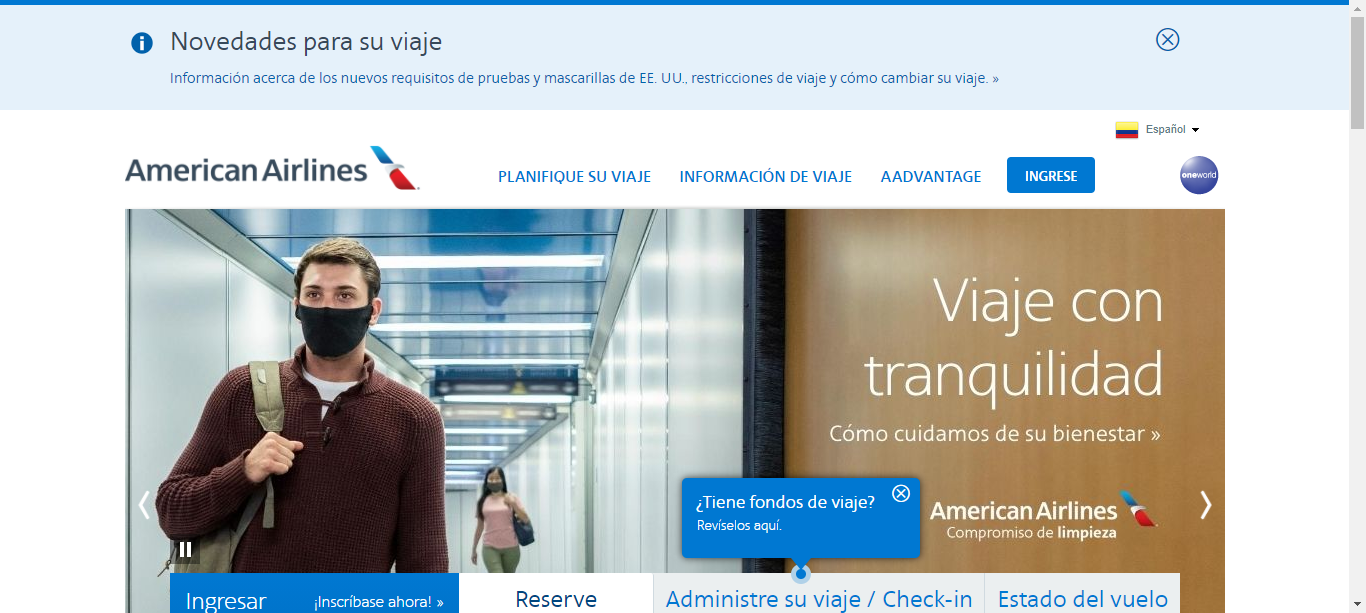 Novedades para su viaje
Información acerca de los nuevos requisitos de pruebas y mascarillas de EE. UU., restricciones de viaje y cómo cambiar su viaje. »
Español
American Airlines
PLANIFIQUE SU VIAJE
INFORMACIÓN DE VIAJE
AADVANTAGE
INGRESE
oneworld
Viaje con
tranquilidad
Cómo cuidamos de su bienestar »
¿Tiene fondos de viaje?
Revíselos aquí.
American Airlines
Compromiso de limpieza
Ingresar
¡Inscríbase ahora! »
Reserve
Administre su viaje / Check-in
Estado del vuelo